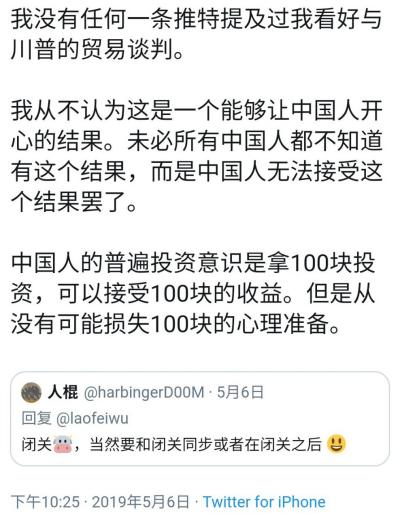 我没有任何一条推特提及过我看好与
川普的贸易谈判。
我从不认为这是一个能够让中国人开
心的结果。未必所有中国人都不知道
有这个结果，而是中国人无法接受这
个结果罢了。
中国人的普遍投资意识是拿100块投
资，可以接受100块的收益。但是从
没有可能损失100块的心理准备。
人棍 @harbingerD00M · 5月6日
回复 @laofeiwu
闭关🐮，当然要和闭关同步或者在闭关之后 😃
下午10:25 · 2019年5月6日 · Twitter for iPhone